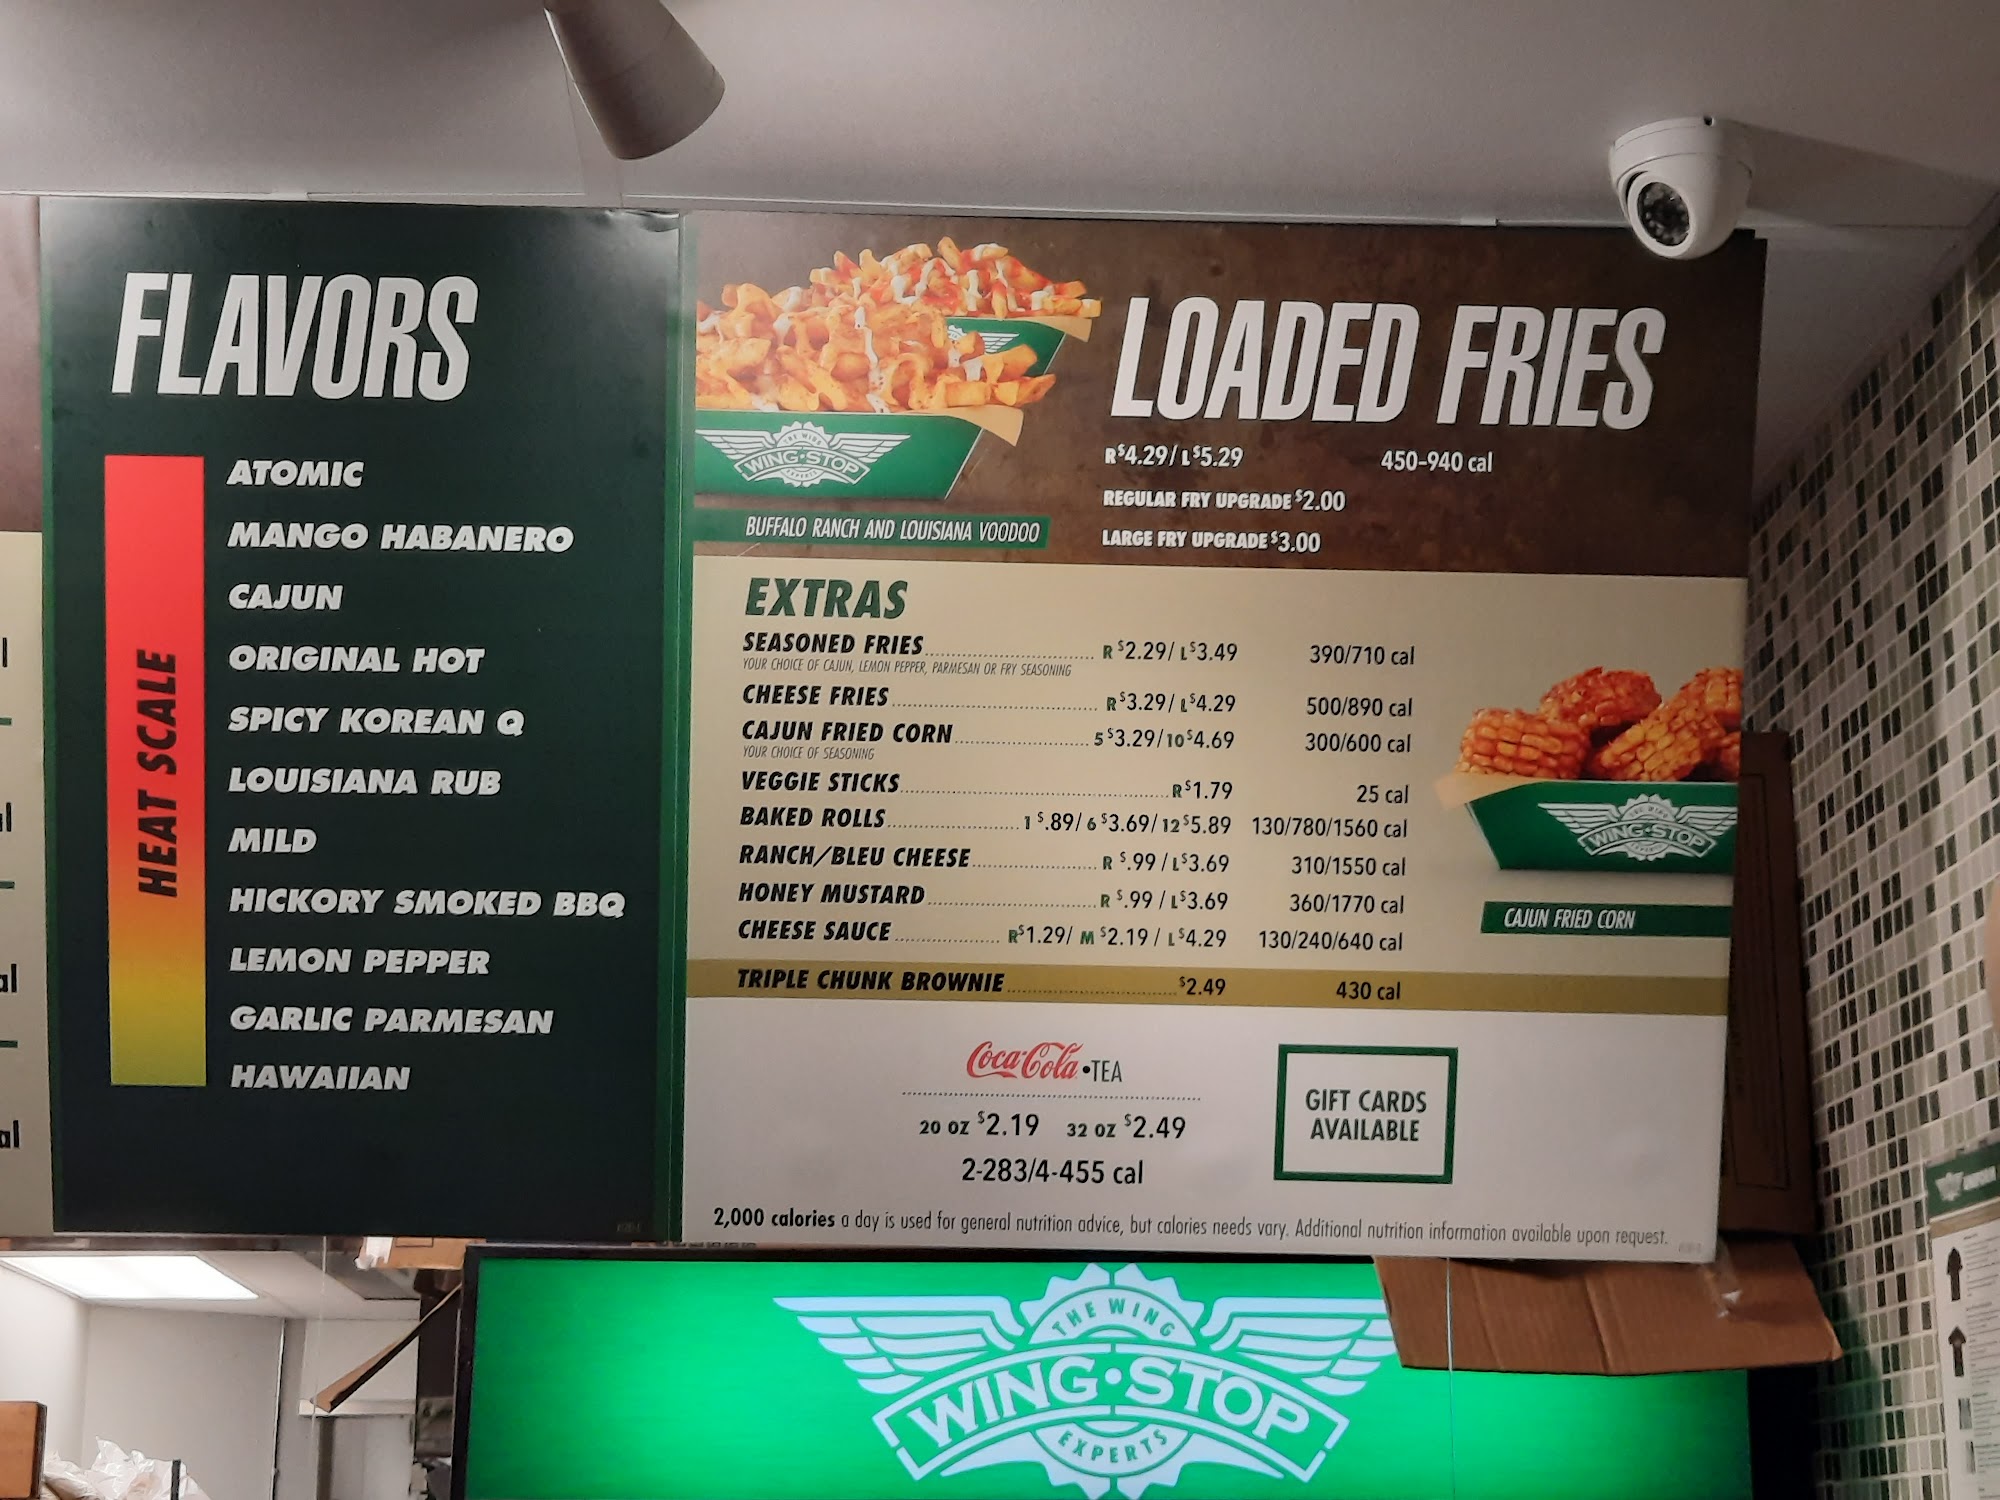 FLAVORS
HEAT SCALE
ATOMIC
MANGO HABANERO
CAJUN
ORIGINAL HOT
SPICY KOREAN Q
LOUISIANA RUB
MILD
HICKORY SMOKED BBQ
LEMON PEPPER
GARLIC PARMESAN
HAWAIIAN
LOADED FRIES
R $4.29/ L $5.29 450-940 cal
REGULAR FRY UPGRADE $2.00
LARGE FRY UPGRADE $3.00
THE WING
WING·STOP
EXPERTS
BUFFALO RANCH AND LOUISIANA VOODOO
EXTRAS
SEASONED FRIES R $2.29/ L $3.49 390/710 cal
YOUR CHOICE OF CAJUN, LEMON PEPPER, PARMESAN OR FRY SEASONING
CHEESE FRIES R $3.29/ L $4.29 500/890 cal
CAJUN FRIED CORN 5 $3.29/10 $4.69 300/600 cal
YOUR CHOICE OF SEASONING
VEGGIE STICKS R $1.79 25 cal
BAKED ROLLS 1 $.89/ 6 $3.69/ 12 $5.89 130/780/1560 cal
RANCH/BLEU CHEESE R $.99 / L $3.69 310/1550 cal
HONEY MUSTARD R $.99 / L $3.69 360/1770 cal
CHEESE SAUCE R $1.29/ M $2.19 / L $4.29 130/240/640 cal
TRIPLE CHUNK BROWNIE $2.49 430 cal
THE WING
WING·STOP
EXPERTS
CAJUN FRIED CORN
Coca-Cola •TEA
20 OZ $2.19 32 OZ $2.49
2-283/4-455 cal
GIFT CARDS
AVAILABLE
2,000 calories a day is used for general nutrition advice, but calories needs vary. Additional nutrition information available upon request.
THE WING
WING·STOP
EXPERTS